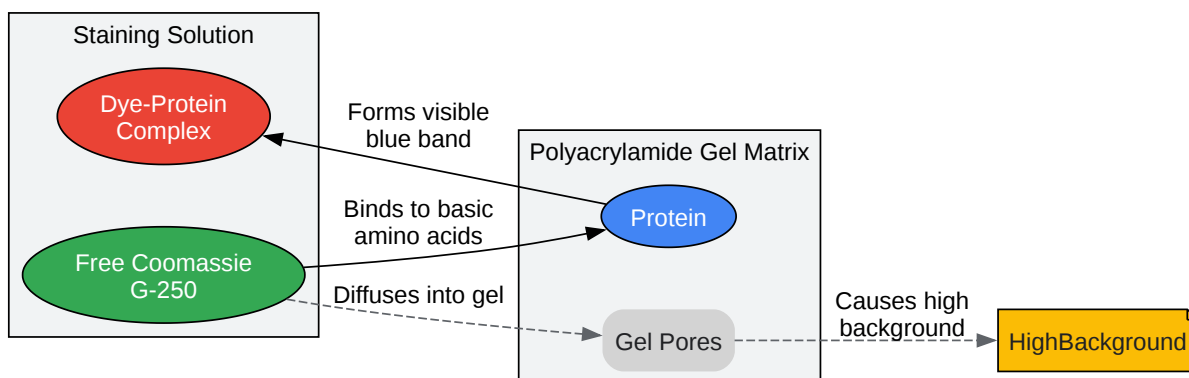 Staining Solution
Dye-Protein
Complex
Forms visible
blue band
Polyacrylamide Gel Matrix
Binds to basic
amino acids
Protein
Free Coomassie
G-250
Diffuses into gel
Gel Pores
Causes high
background
HighBackground